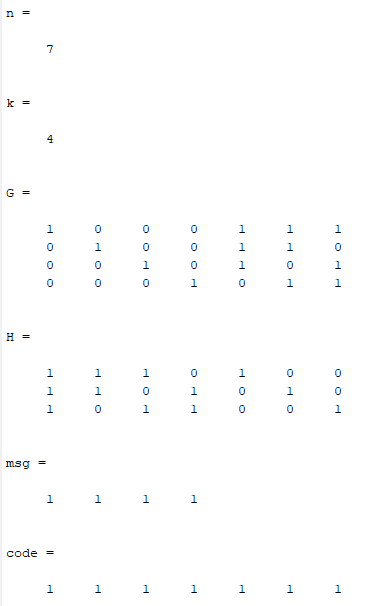 n =
7
k =
4
G =
1 0 0 0 1 1 1
0 1 0 0 1 1 0
0 0 1 0 1 0 1
0 0 0 1 0 1 1
H =
1 1 1 0 1 0 0
1 1 0 1 0 1 0
1 0 1 1 0 0 1
msg =
1 1 1 1
code =
1 1 1 1 1 1 1